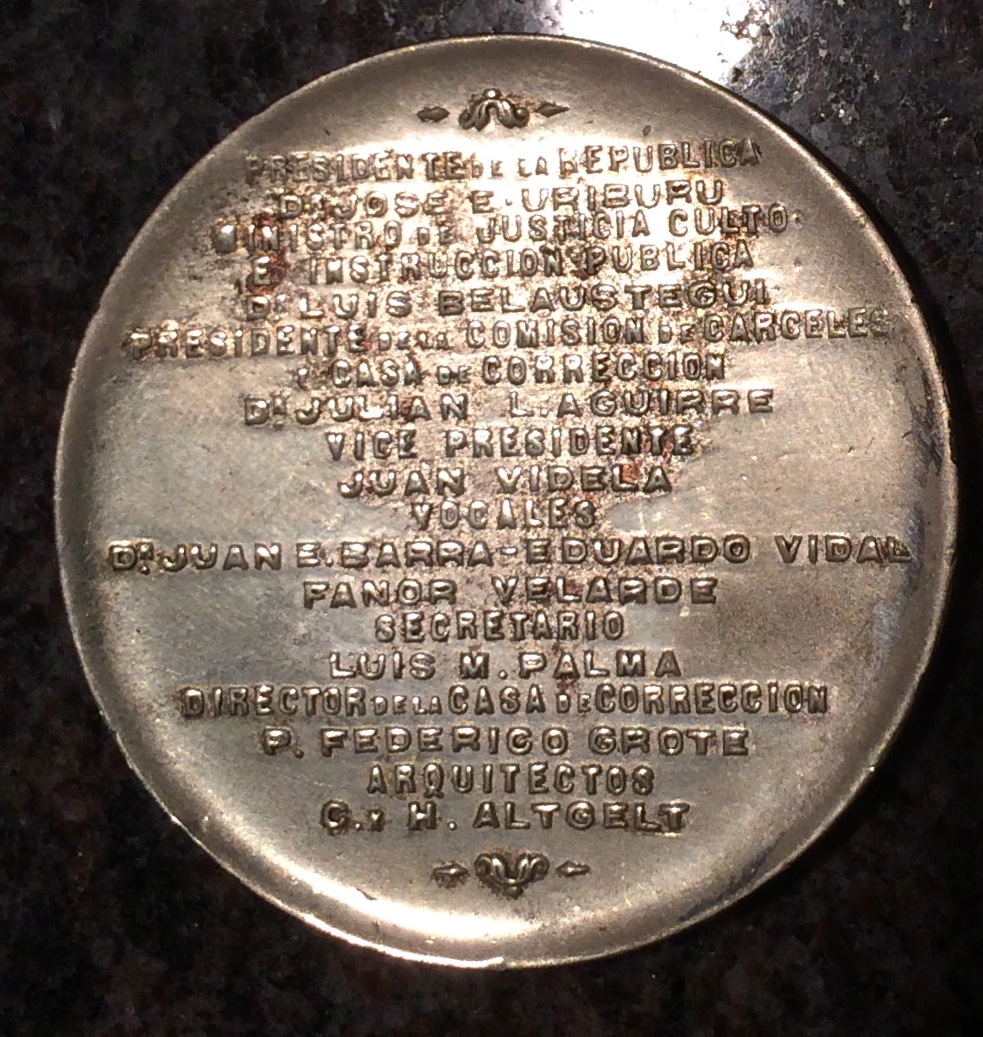 PRESIDENTE DE LA REPUBLICA
DR. JOSE E. URIBURU
MINISTRO DE JUSTICIA CULTO
E INSTRUCCION PUBLICA
DR. LUIS BELAUSTEGUI
PRESIDENTE DE LA COMISION DE CARCELES
Y CASA DE CORRECCION
DR. JULIAN L. AGUIRRE
VICE PRESIDENTE
JUAN VIDELA
VOCALES
DR. JUAN E. BARRA-EDUARDO VIDAL
FANOR VELARDE
SECRETARIO
LUIS M. PALMA
DIRECTOR DE LA CASA DE CORRECCION
P. FEDERICO GROTE
ARQUITECTOS
C. Y H. ALTGELT